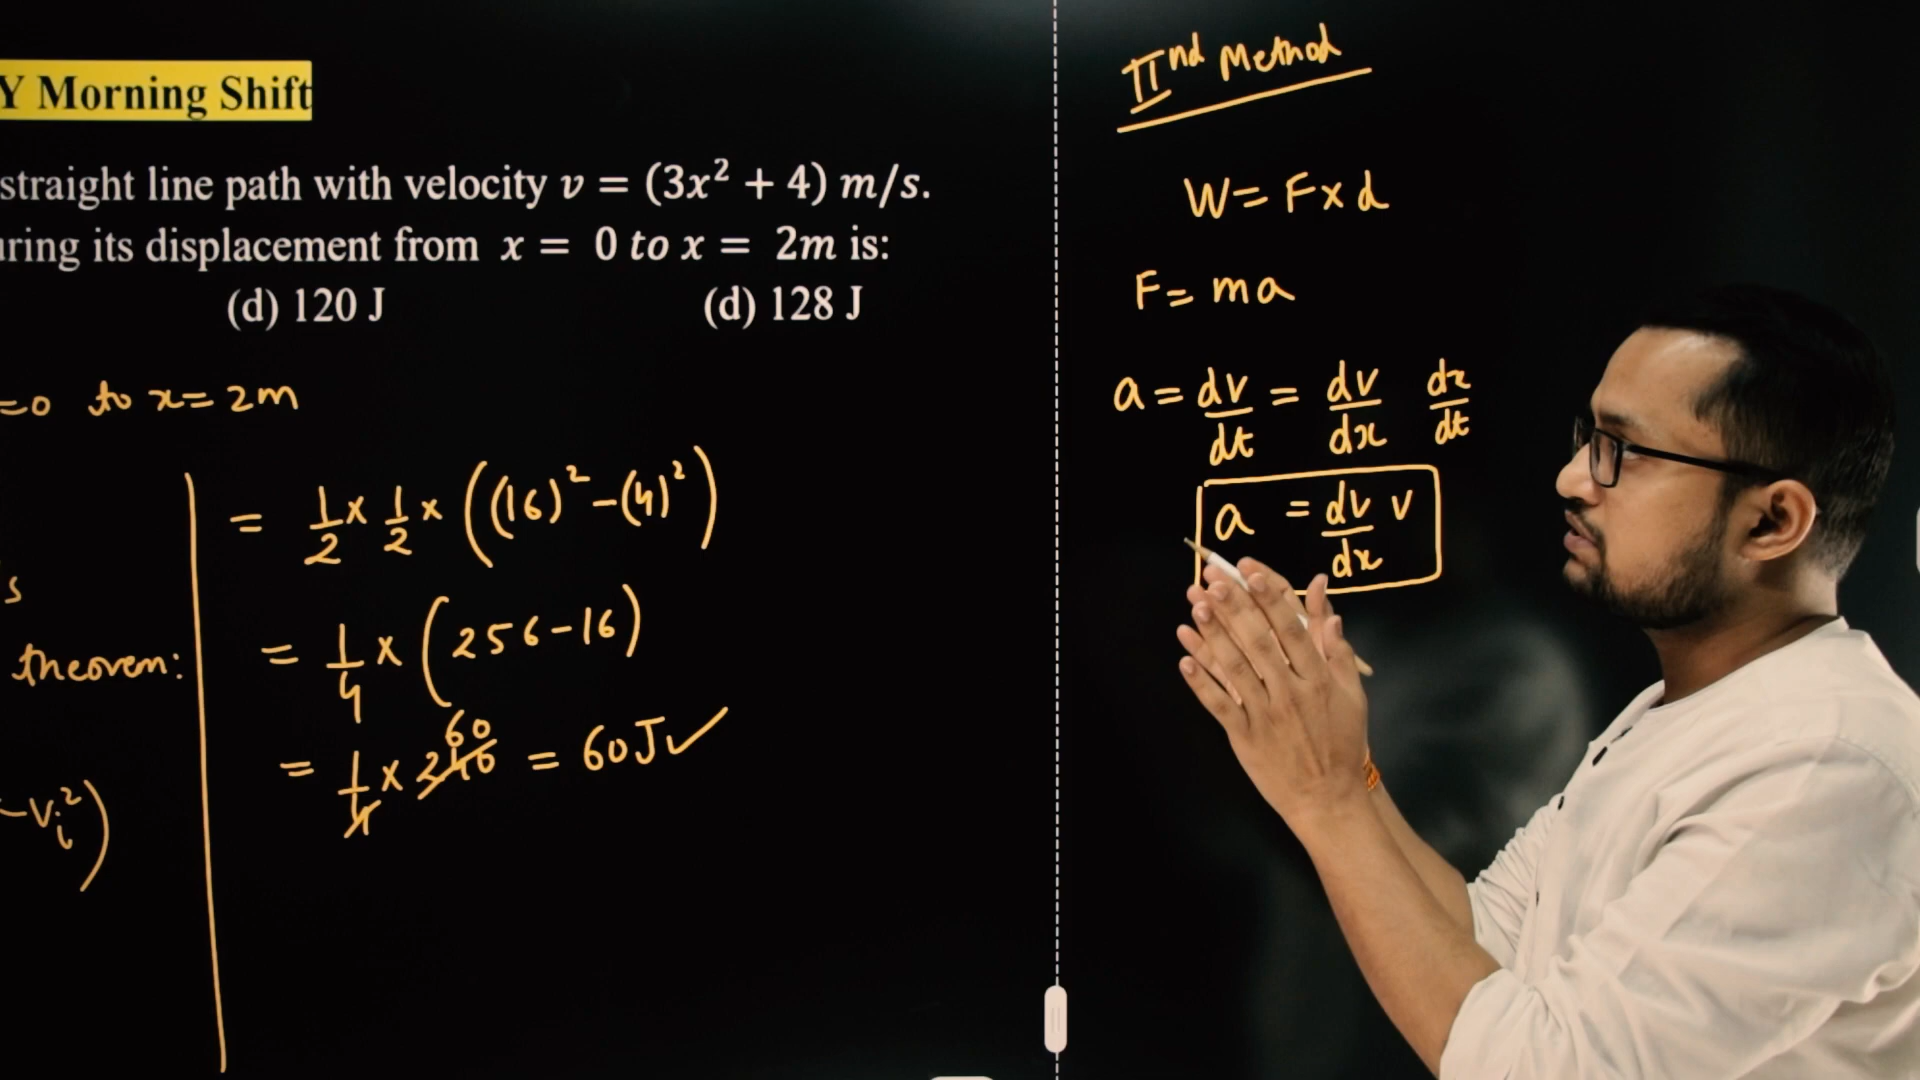 Y Morning Shift
straight line path with velocity v = (3x² + 4) m/s.
uring its displacement from x = 0 to x = 2m is:
(d) 120 J (d) 128 J
=0 to x = 2m
= 1/2 × 1/2 × ((16)² - (4)²)
s
= 1/4 × (256 - 16)
theorem:
= 1/4 × 240 60 = 60 J ✓
- vᵢ²)
IInd Method
W = F × d
F = ma
a = dv/dt = dv/dx dx/dt
a = dv/dx v